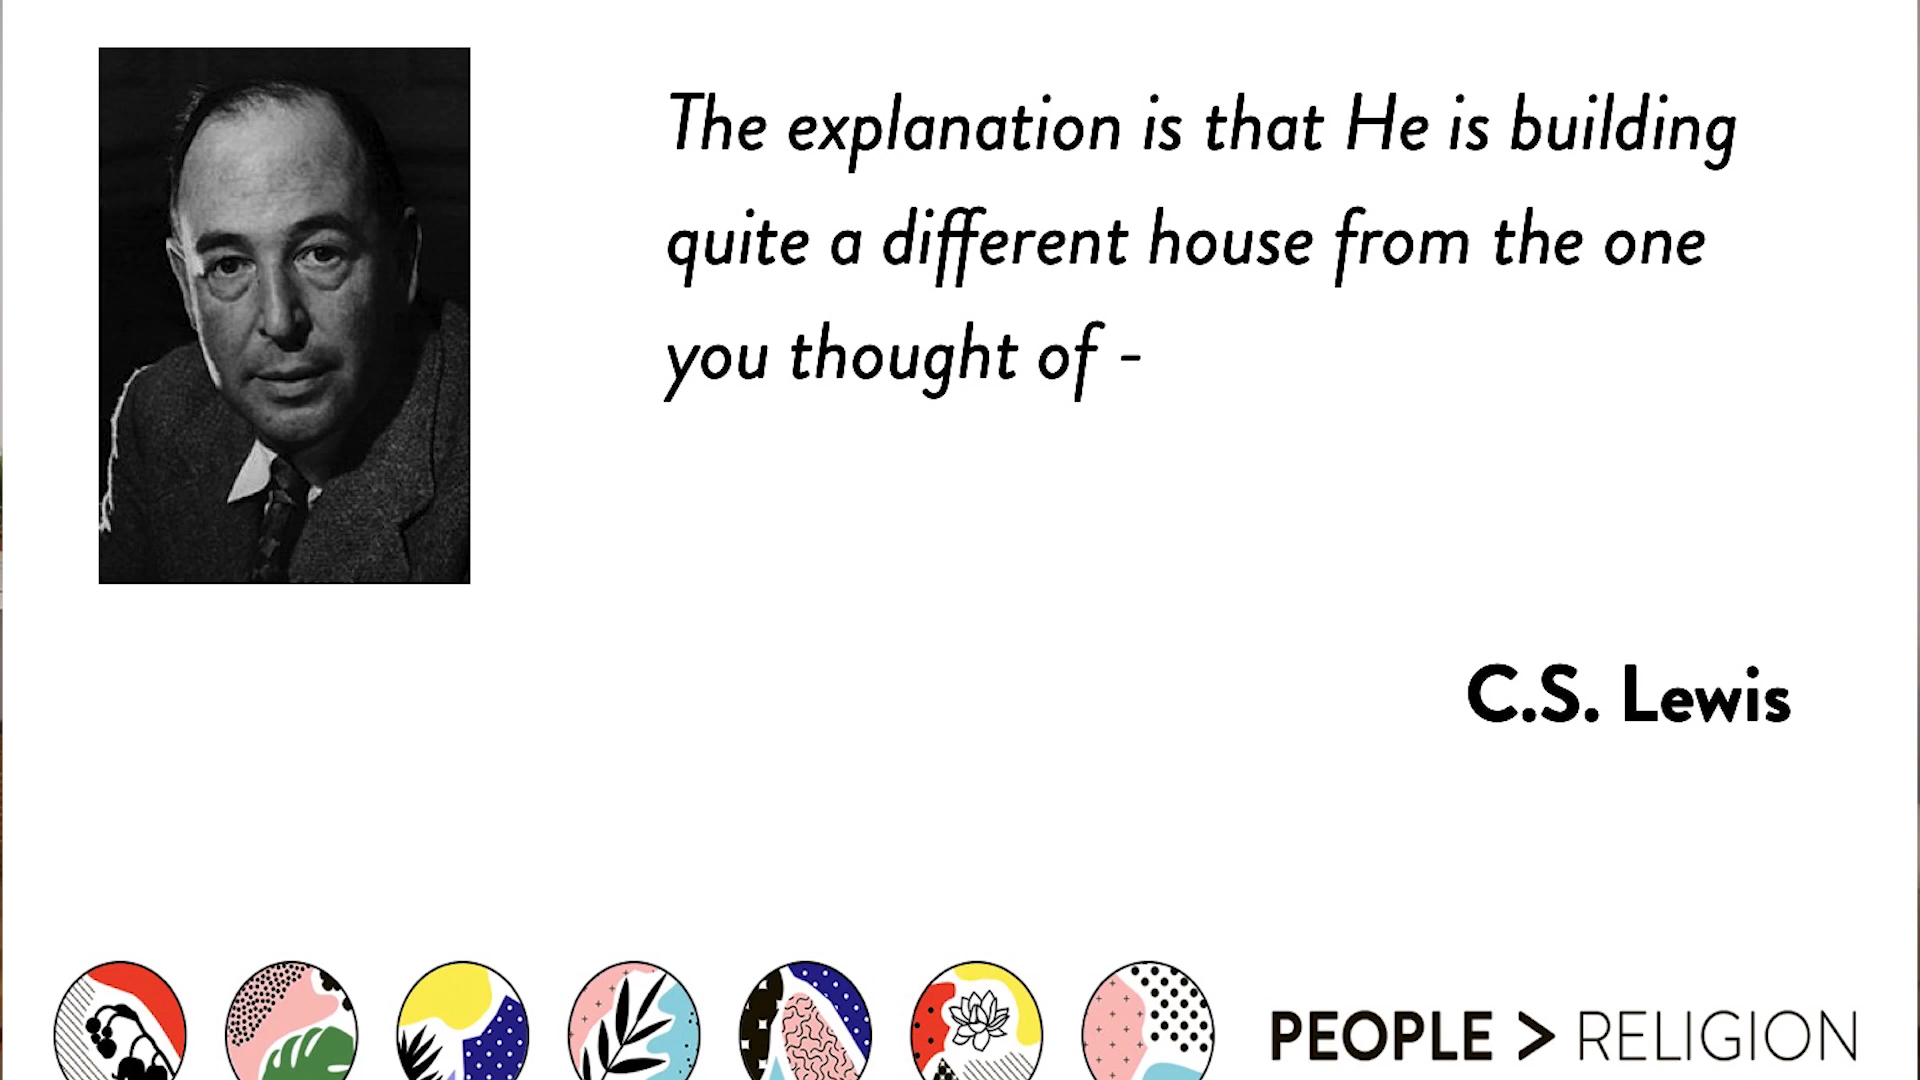 The explanation is that He is building
quite a different house from the one
you thought of -
C.S. Lewis
PEOPLE > RELIGION